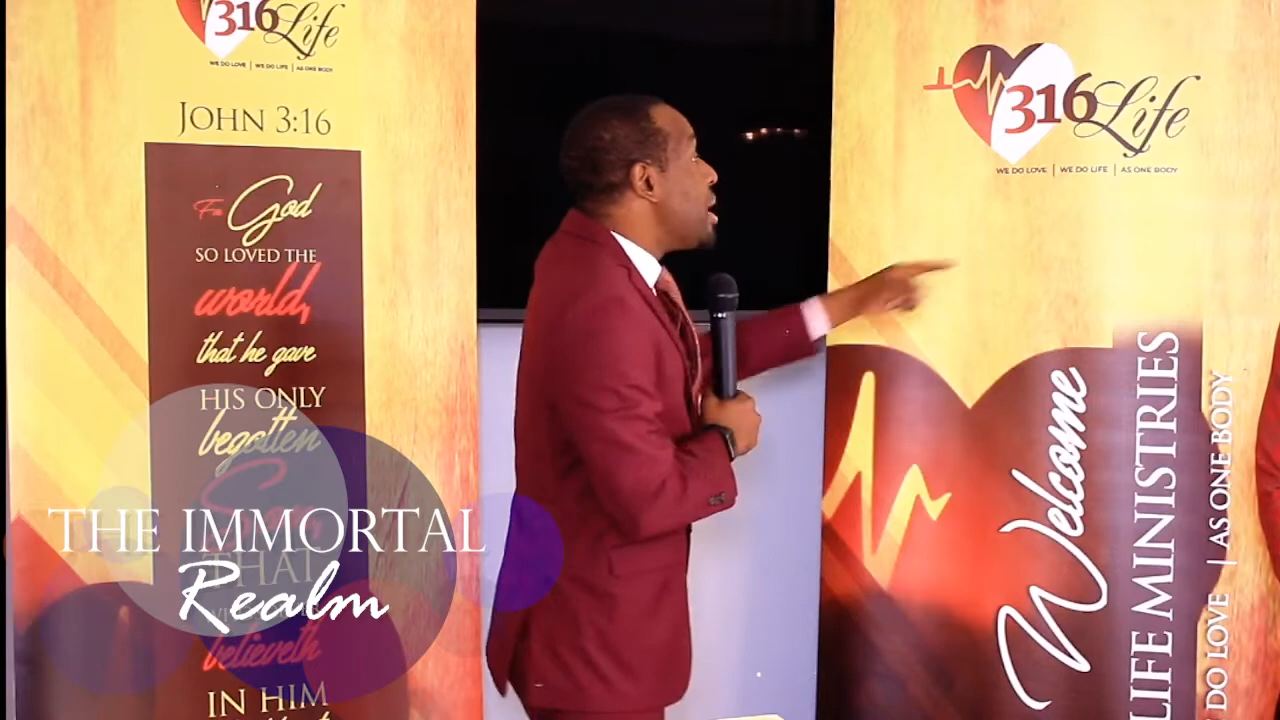 316 Life
WE DO LOVE | WE DO LIFE | AS ONE BODY
JOHN 3:16
For God
SO LOVED THE
world,
that he gave
HIS ONLY
begotten
Son
THAT
believeth
IN HIM
THE IMMORTAL
Realm
316 Life
WE DO LOVE | WE DO LIFE | AS ONE BODY
Welcome
LIFE MINISTRIES
DO LOVE
| AS ONE BODY